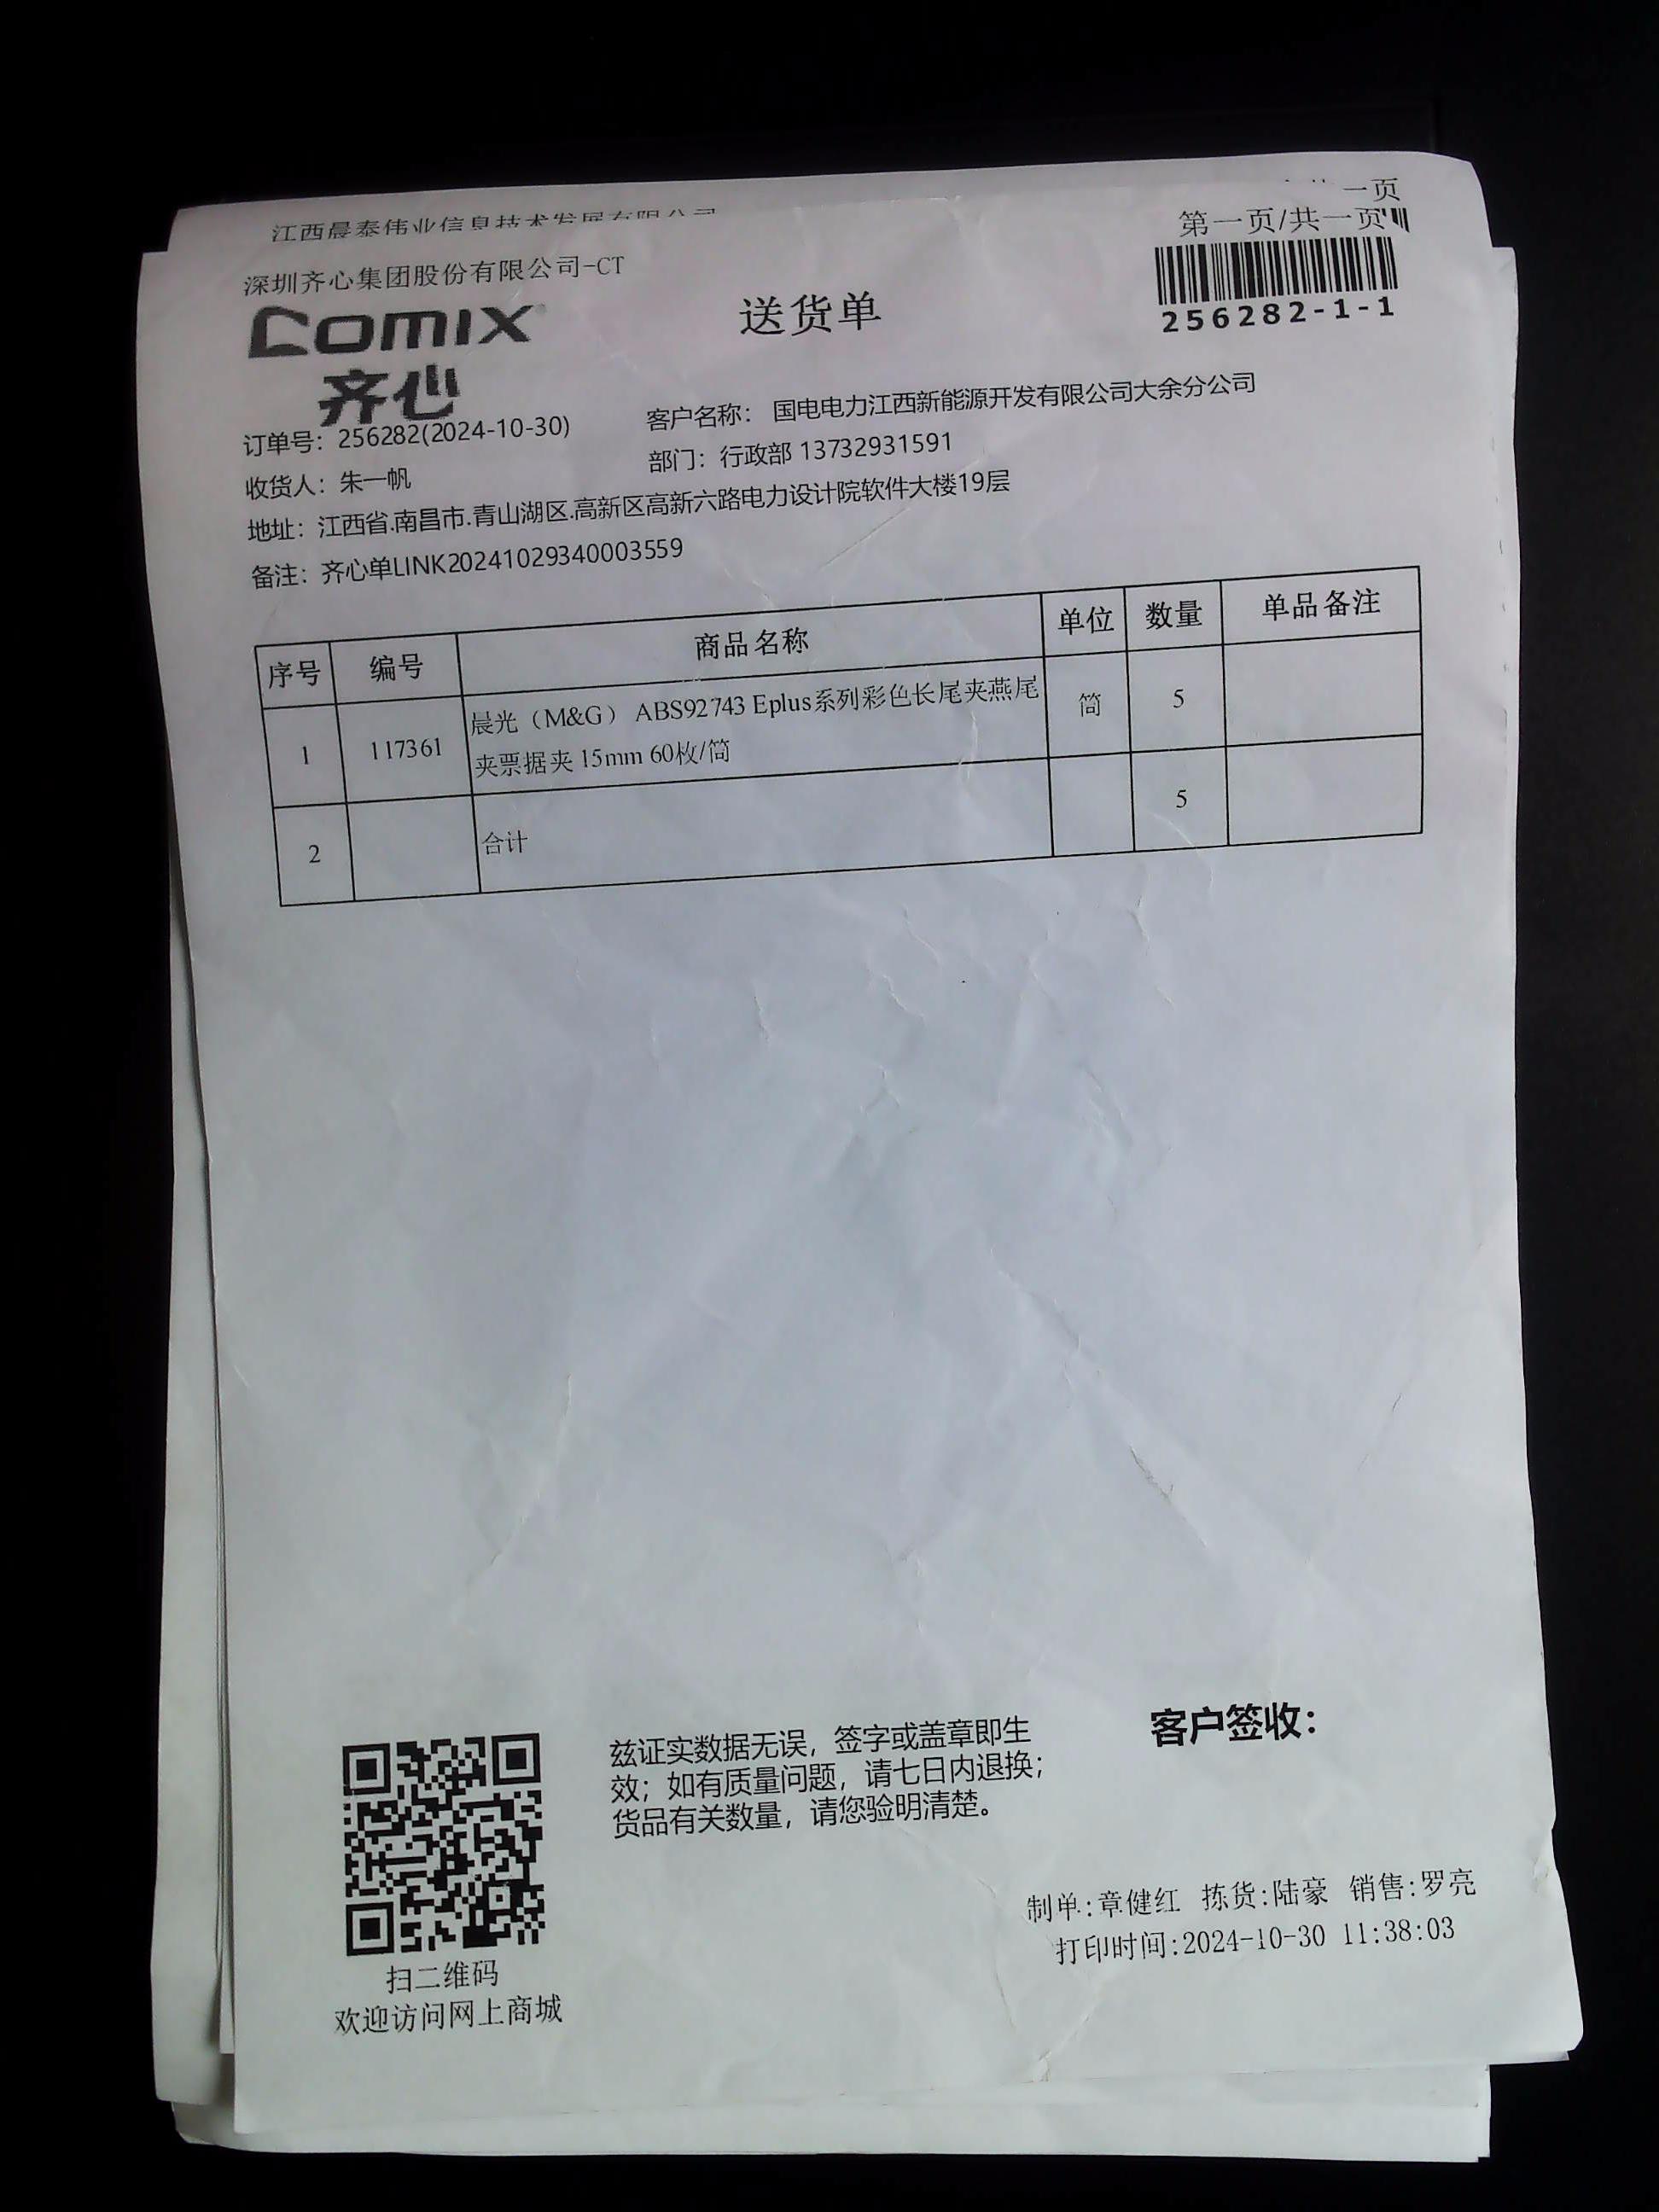 江西晨泰伟业信息技术发展有限公司
一页
第一页/共一页
深圳齐心集团股份有限公司-CT
comix
齐心
送货单
256282-1-1
订单号：256282(2024-10-30)
客户名称： 国电电力江西新能源开发有限公司大余分公司
收货人：朱一帆
部门：行政部 13732931591
地址：江西省.南昌市.青山湖区.高新区高新六路电力设计院软件大楼19层
备注：齐心单LINK20241029340003559
序号 编号 商品名称 单位 数量 单品备注
1 117361 晨光（M&G） ABS92743 Eplus系列彩色长尾夹燕尾 筒 5
夹票据夹 15mm 60枚/筒
2 合计 5
兹证实数据无误，签字或盖章即生
效；如有质量问题，请七日内退换；
货品有关数量，请您验明清楚。
客户签收：
扫二维码
欢迎访问网上商城
制单:章健红 拣货:陆豪 销售:罗亮
打印时间:2024-10-30 11:38:03